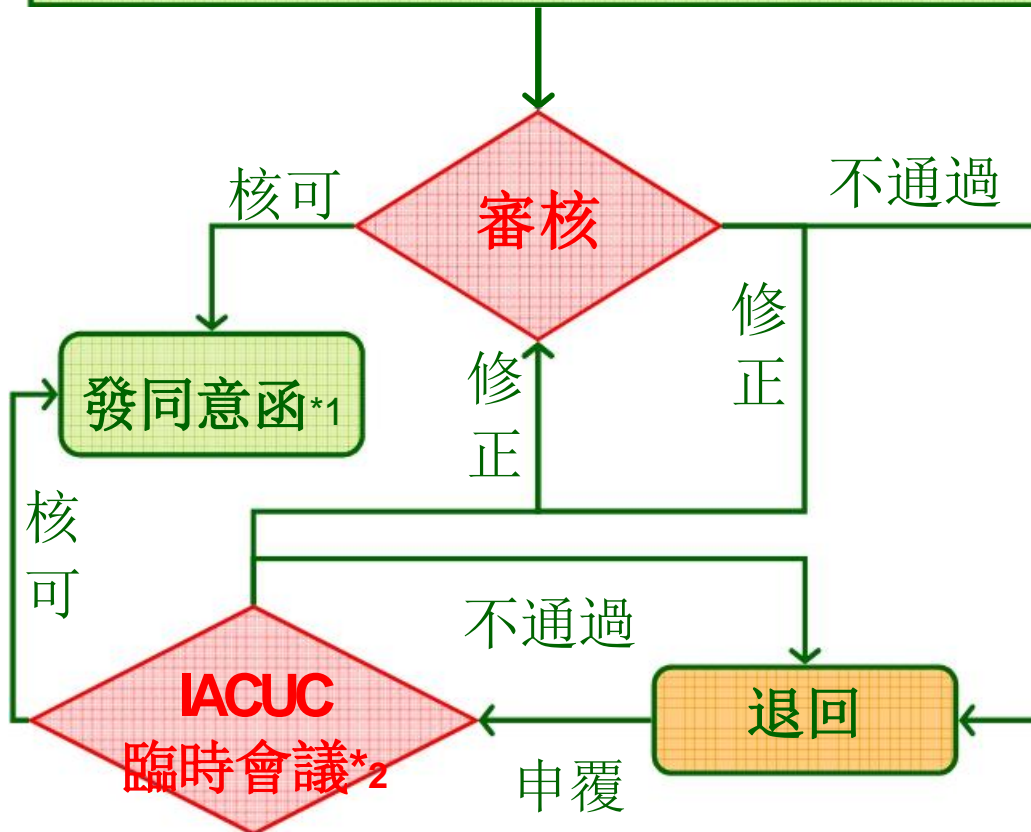 核可
不通過
審核
修
正
修
正
發同意函*1
核
可
不通過
IACUC
臨時會議*2
退回
申覆